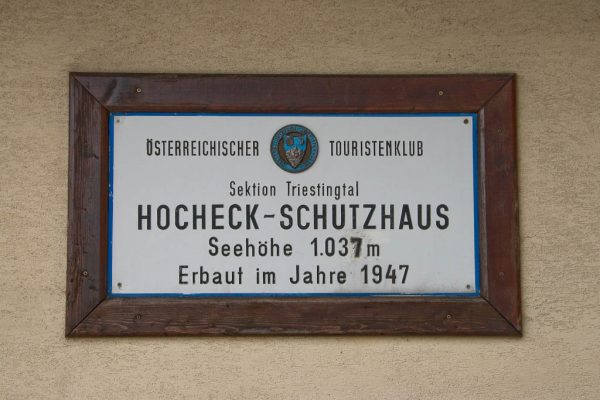 ÖSTERREICHISCHER TOURISTENKLUB
Sektion Triestingtal
HOCHECK-SCHUTZHAUS
Seehöhe 1.037m
Erbaut im Jahre 1947